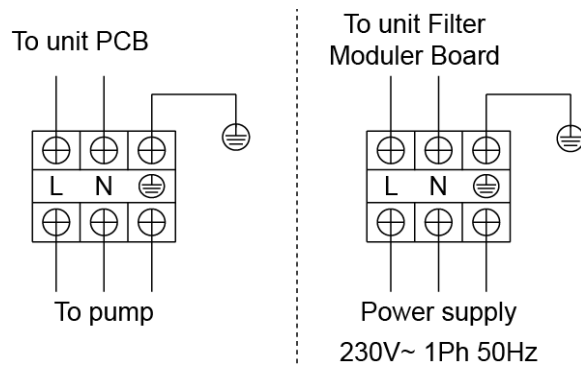 To unit PCB
L N
To pump
To unit Filter
Moduler Board
L N
Power supply
230V~ 1Ph 50Hz